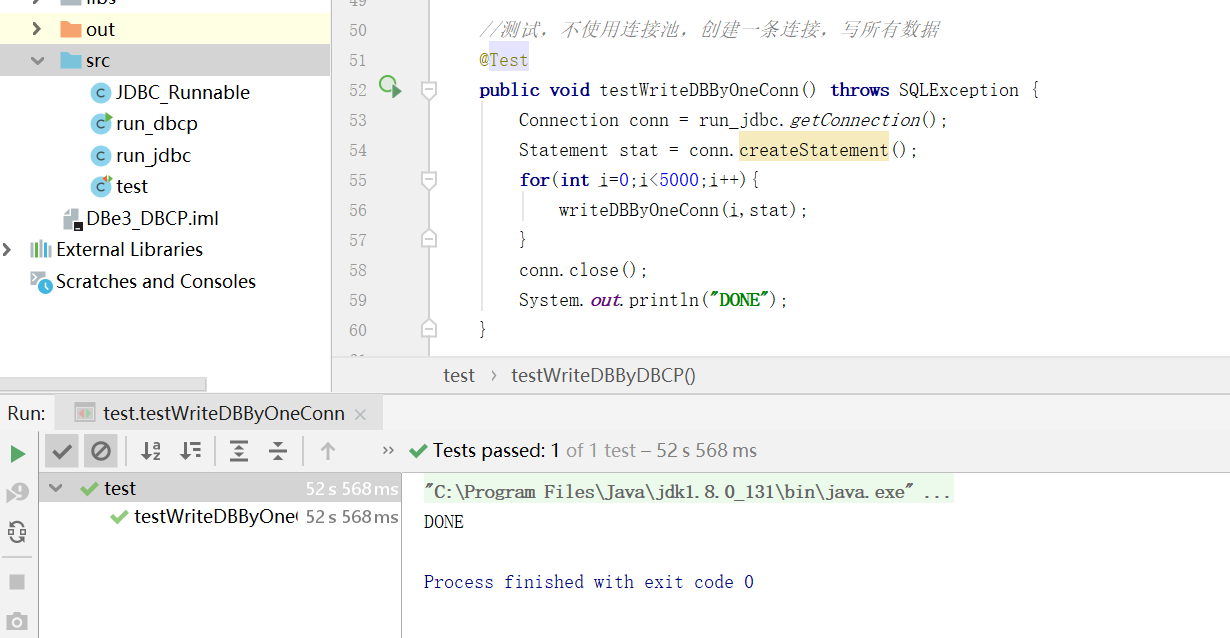 libs
out
src
JDBC_Runnable
run_dbcp
run_jdbc
test
DBe3_DBCP.iml
External Libraries
Scratches and Consoles
49
50 //测试，不使用连接池，创建一条连接，写所有数据
51 @Test
52 public void testWriteDBByOneConn() throws SQLException {
53 Connection conn = run_jdbc.getConnection();
54 Statement stat = conn.createStatement();
55 for(int i=0;i<5000;i++){
56 writeDBByOneConn(i,stat);
57 }
58 conn.close();
59 System.out.println("DONE");
60 }
test › testWriteDBByDBCP()
Run: test.testWriteDBByOneConn ×
» Tests passed: 1 of 1 test – 52 s 568 ms
test 52 s 568 ms
testWriteDBByOne 52 s 568 ms
"C:\Program Files\Java\jdk1.8.0_131\bin\java.exe" ...
DONE
Process finished with exit code 0